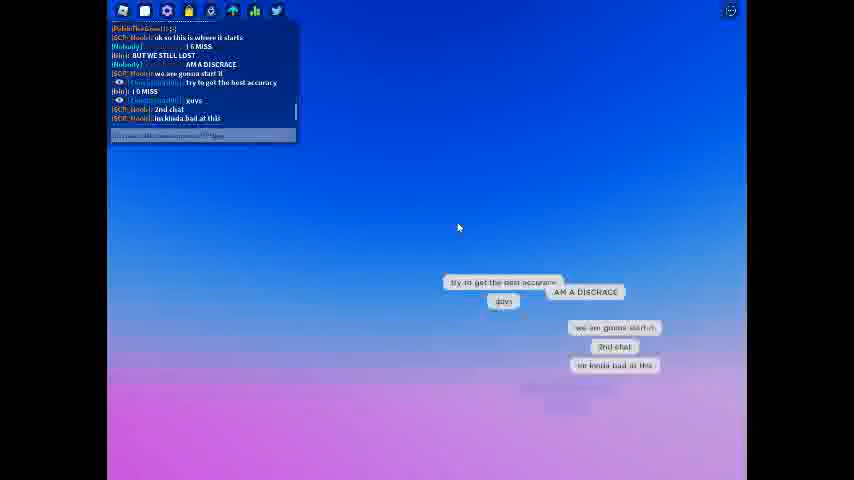 [SCP_Noob]: ok so this is where it starts
[Nobody] I 6 MISS
BUT WE STILL LOST
[Nobody] AM A DISGRACE
[SCP_Noob]: we are gonna start it
try to get the best accuracy
I 0 MISS
guys
[SCP_Noob]: 2nd chat
[SCP_Noob]: im kinda bad at this
try to get the best accuracy
AM A DISGRACE
guys
we are gonna start it
2nd chat
im kinda bad at this